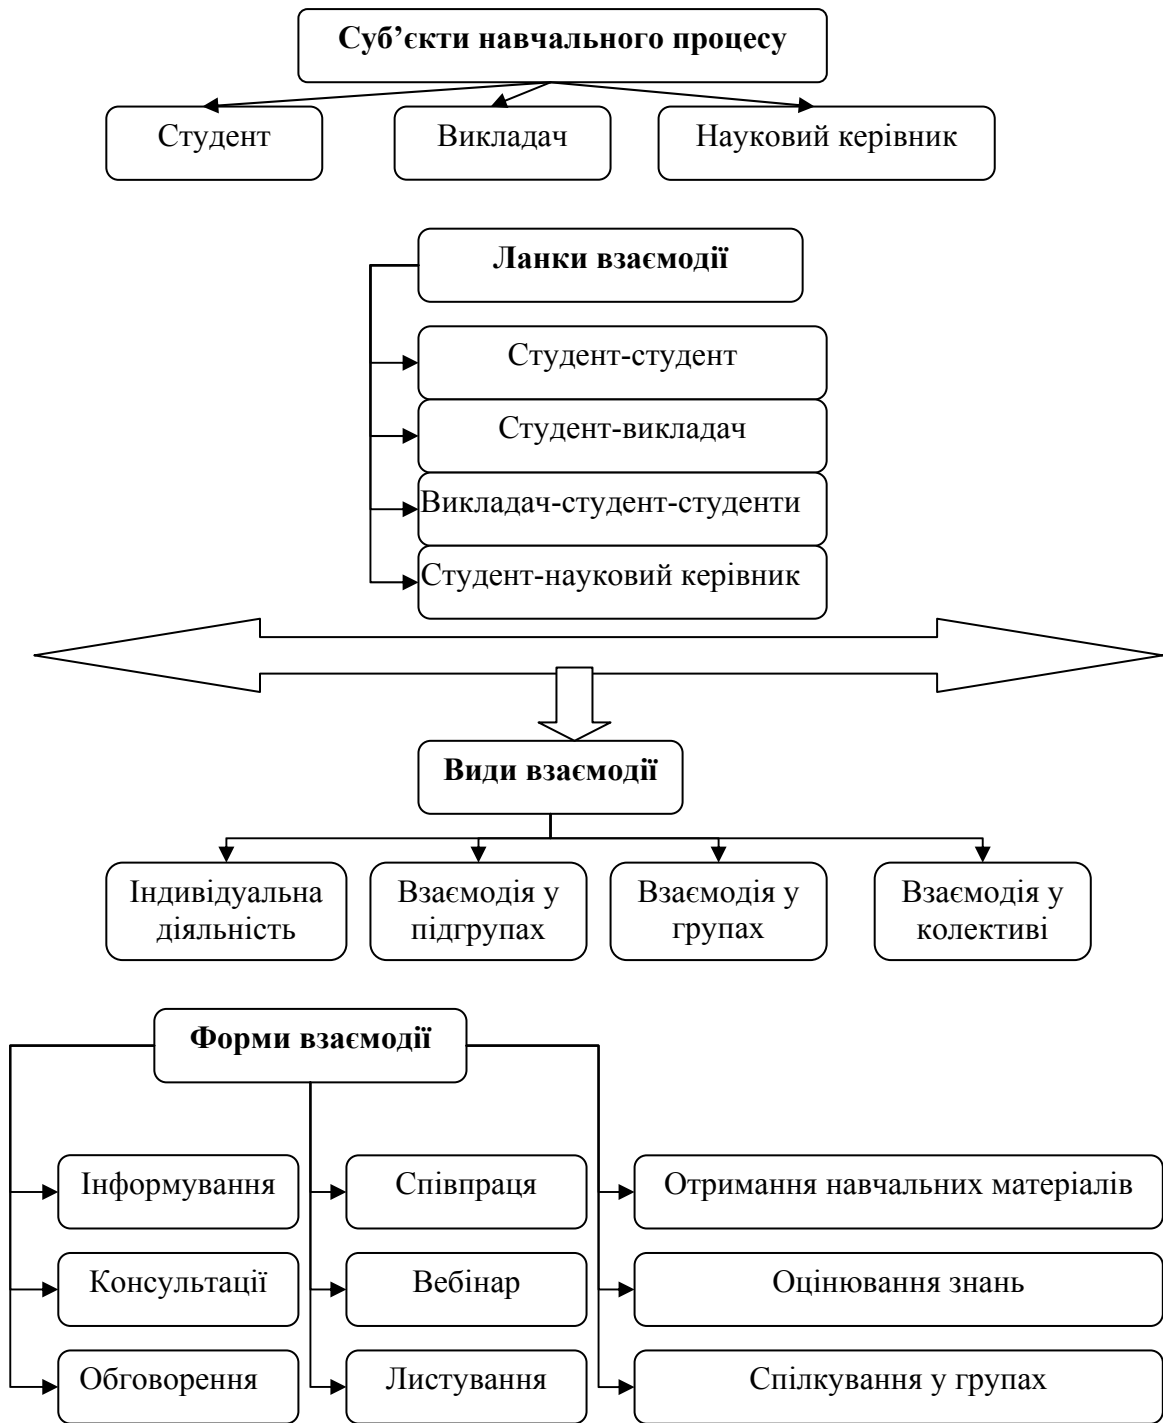 Суб’єкти навчального процесу
Студент
Викладач
Науковий керівник
Ланки взаємодії
Студент-студент
Студент-викладач
Викладач-студент-студенти
Студент-науковий керівник
Види взаємодії
Індивідуальна
діяльність
Взаємодія у
підгрупах
Взаємодія у
групах
Взаємодія у
колективі
Форми взаємодії
Інформування
Співпраця
Отримання навчальних матеріалів
Консультації
Вебінар
Оцінювання знань
Обговорення
Листування
Спілкування у групах